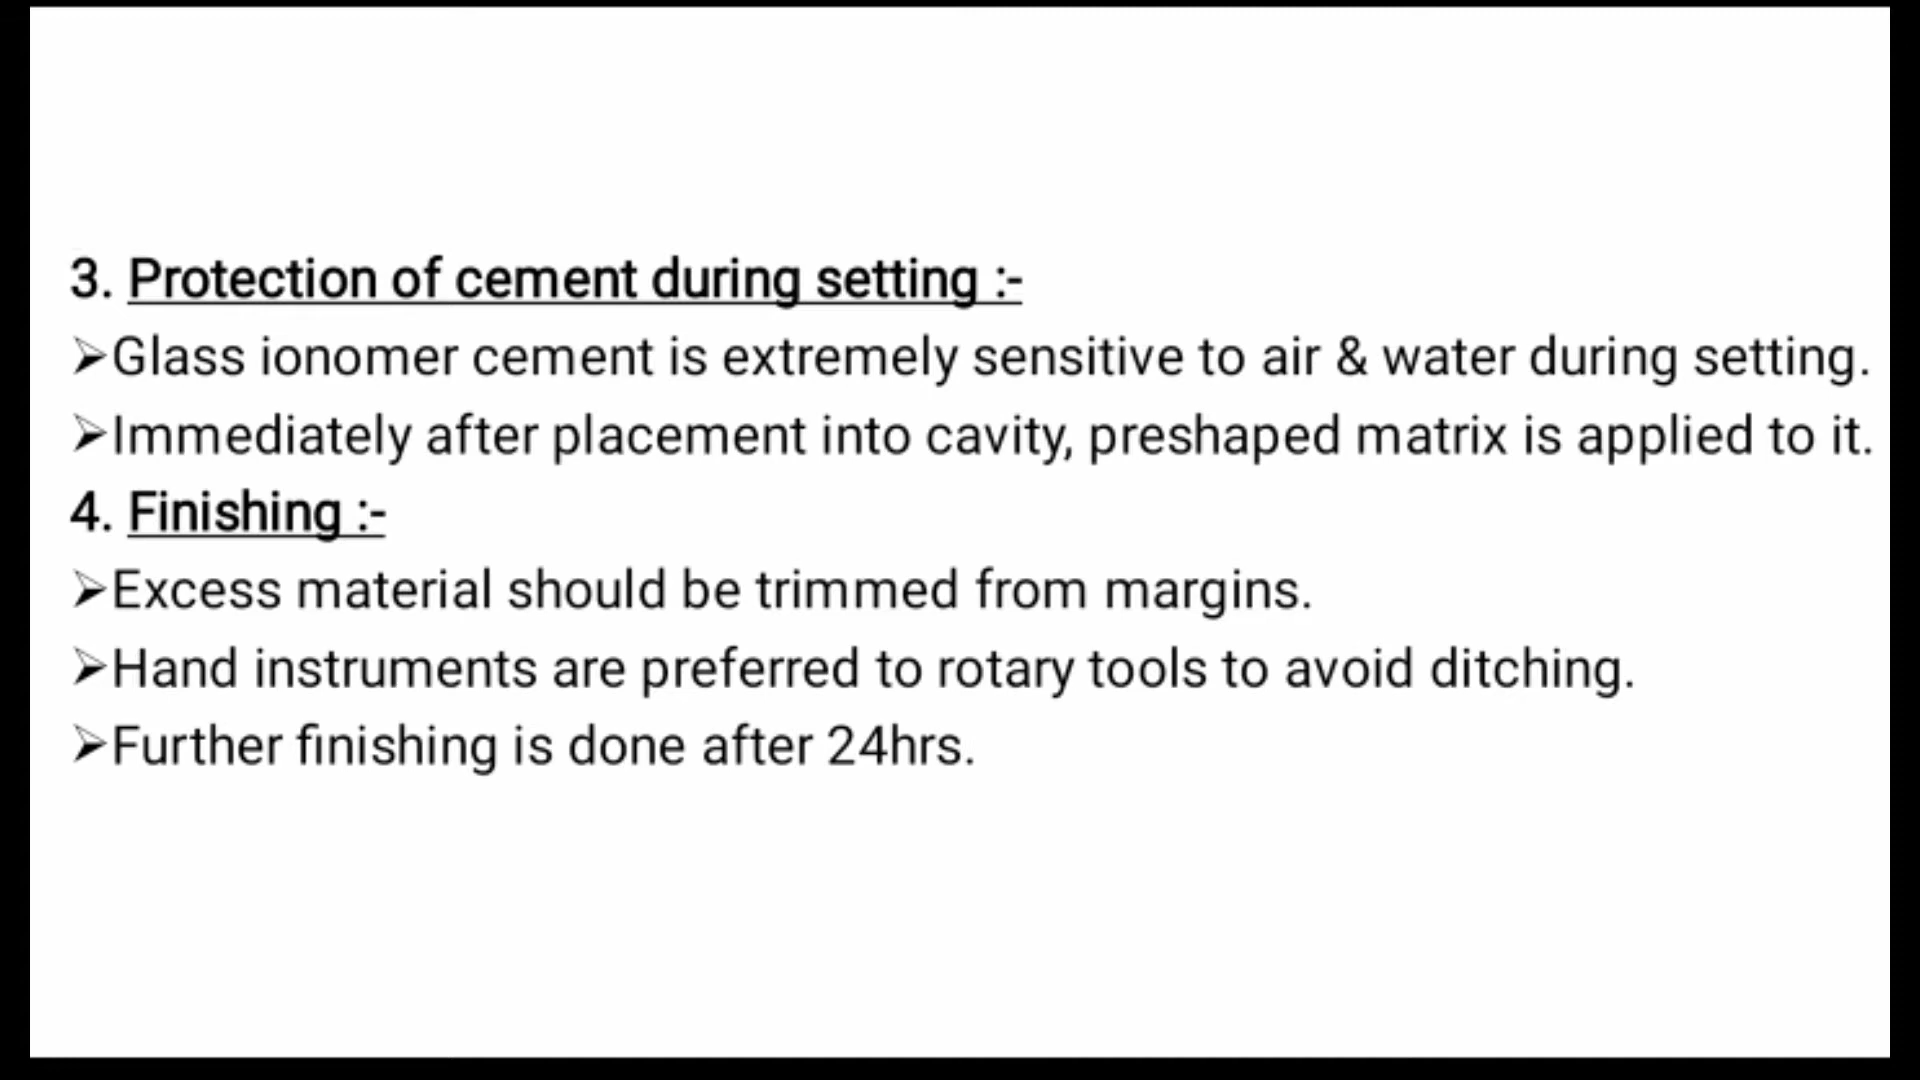 3. Protection of cement during setting :-
➢Glass ionomer cement is extremely sensitive to air & water during setting.
➢Immediately after placement into cavity, preshaped matrix is applied to it.
4. Finishing :-
➢Excess material should be trimmed from margins.
➢Hand instruments are preferred to rotary tools to avoid ditching.
➢Further finishing is done after 24hrs.